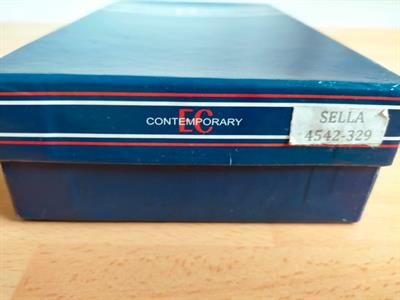 EC
CONTEMPORARY
SELLA
4542-329